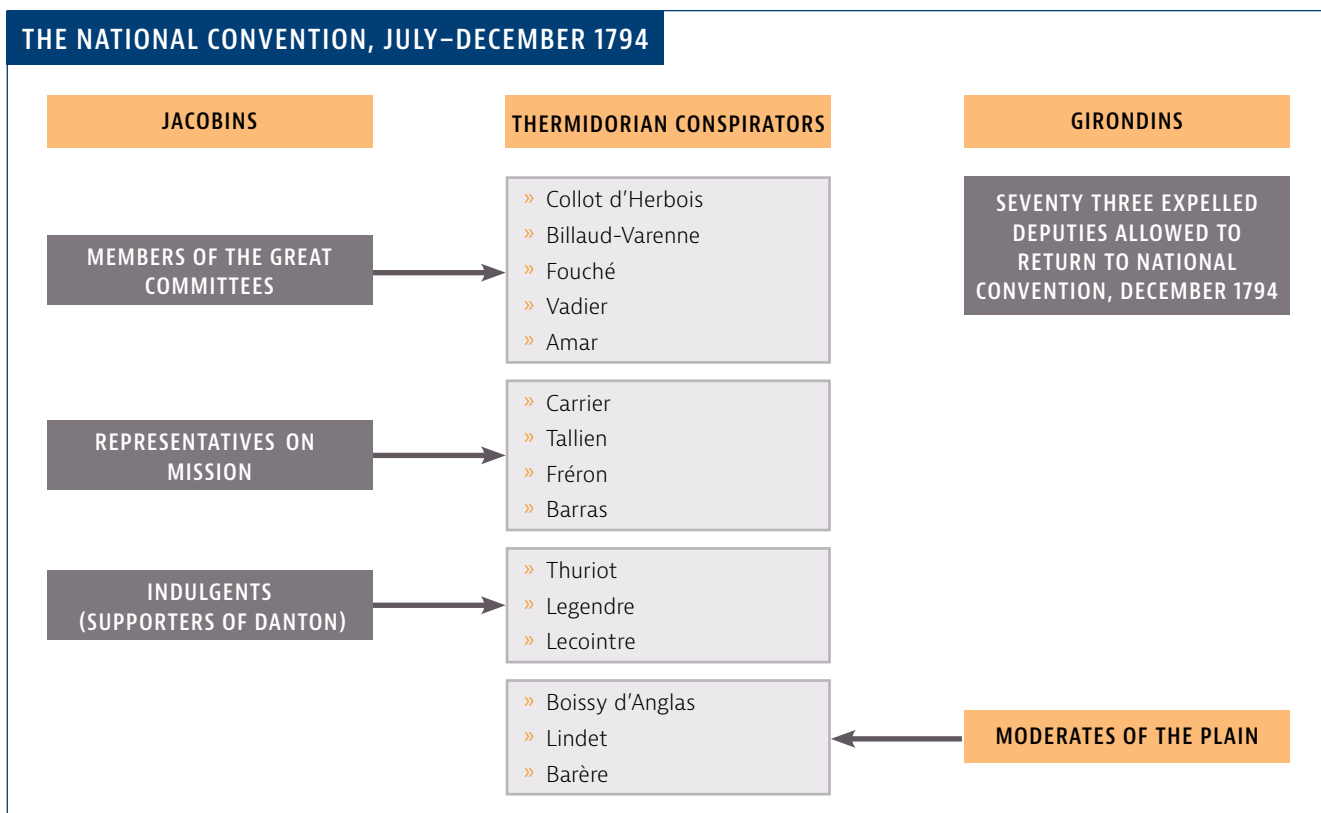 THE NATIONAL CONVENTION, JULY–DECEMBER 1794
JACOBINS
THERMIDORIAN CONSPIRATORS
GIRONDINS
MEMBERS OF THE GREAT
COMMITTEES
» Collot d'Herbois
» Billaud-Varenne
» Fouché
» Vadier
» Amar
SEVENTY THREE EXPELLED
DEPUTIES ALLOWED TO
RETURN TO NATIONAL
CONVENTION, DECEMBER 1794
REPRESENTATIVES ON
MISSION
» Carrier
» Tallien
» Fréron
» Barras
INDULGENTS
(SUPPORTERS OF DANTON)
» Thuriot
» Legendre
» Lecointre
» Boissy d'Anglas
» Lindet
» Barère
MODERATES OF THE PLAIN